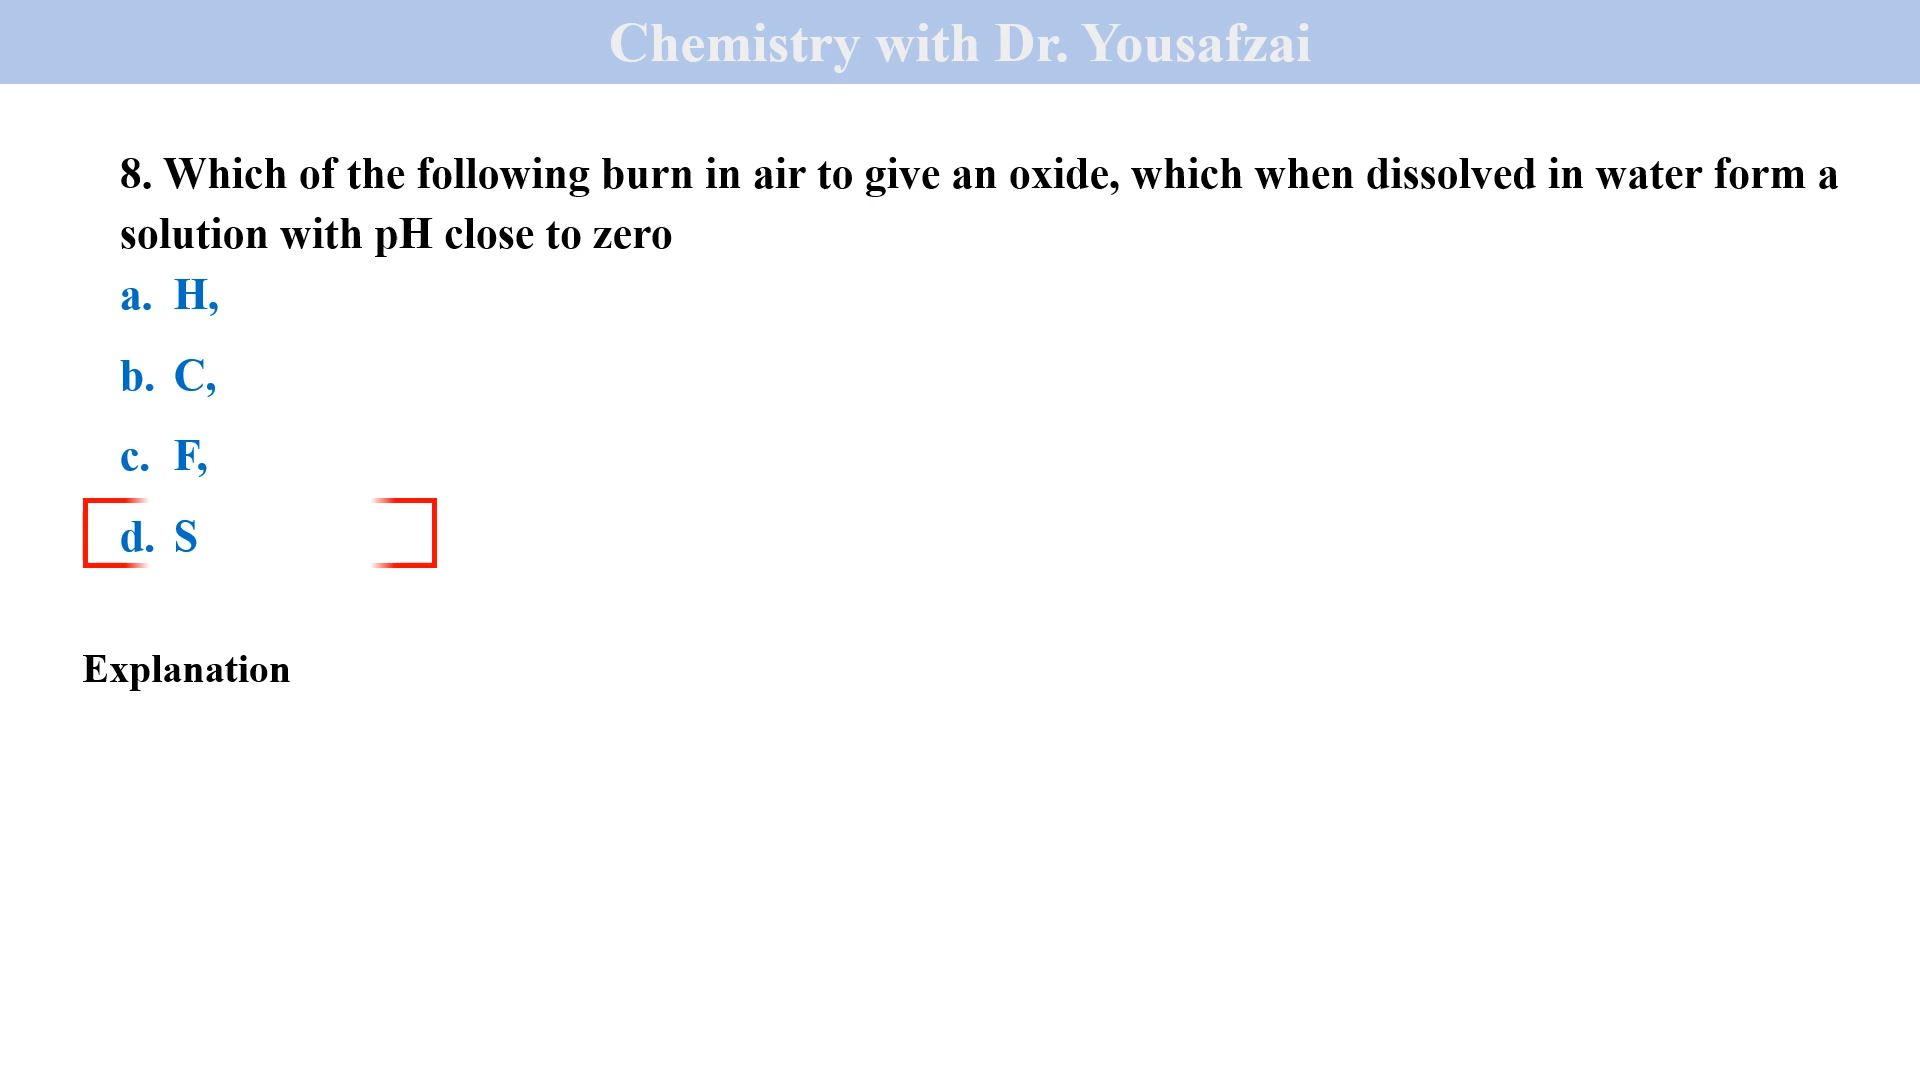 Chemistry with Dr. Yousafzai
8. Which of the following burn in air to give an oxide, which when dissolved in water form a
solution with pH close to zero
a. H,
b. C,
c. F,
d. S
Explanation